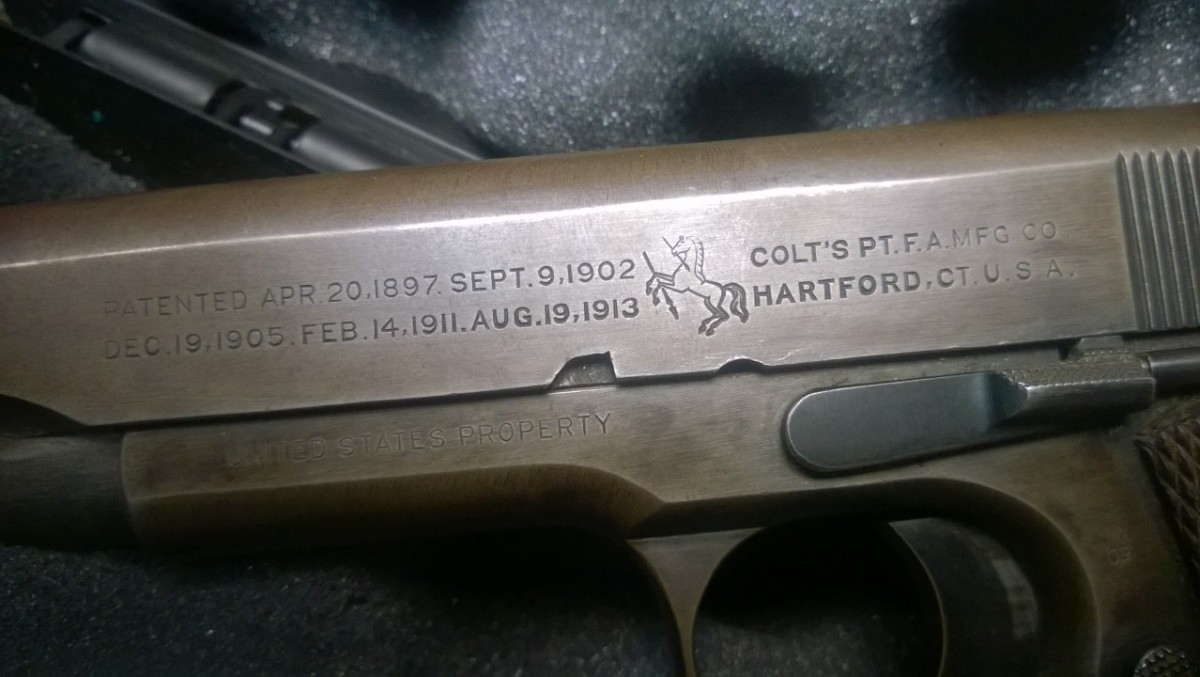 PATENTED APR. 20,1897. SEPT. 9,1902
DEC.19,1905. FEB.14,1911. AUG.19,1913
COLT'S PT. F. A. MFG CO
HARTFORD, CT. U. S. A.
UNITED STATES PROPERTY